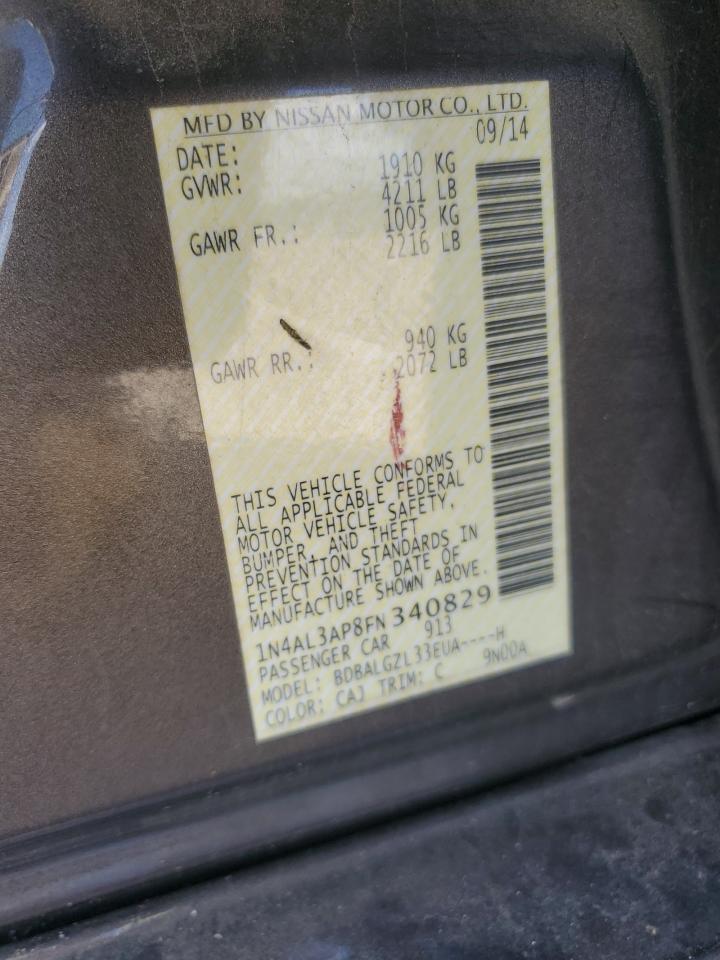 MFD BY NISSAN MOTOR CO., LTD.
DATE: 09/14
GVWR: 1910 KG
4211 LB
GAWR FR.: 1005 KG
2216 LB
GAWR RR.: 940 KG
2072 LB
THIS VEHICLE CONFORMS TO
ALL APPLICABLE FEDERAL
MOTOR VEHICLE SAFETY,
BUMPER, AND THEFT
PREVENTION STANDARDS IN
EFFECT ON THE DATE OF
MANUFACTURE SHOWN ABOVE.
1N4AL3AP8FN 340829
PASSENGER CAR 913
MODEL: BDBALGZL33EUA----H
COLOR: CAJ TRIM: C 9N00A